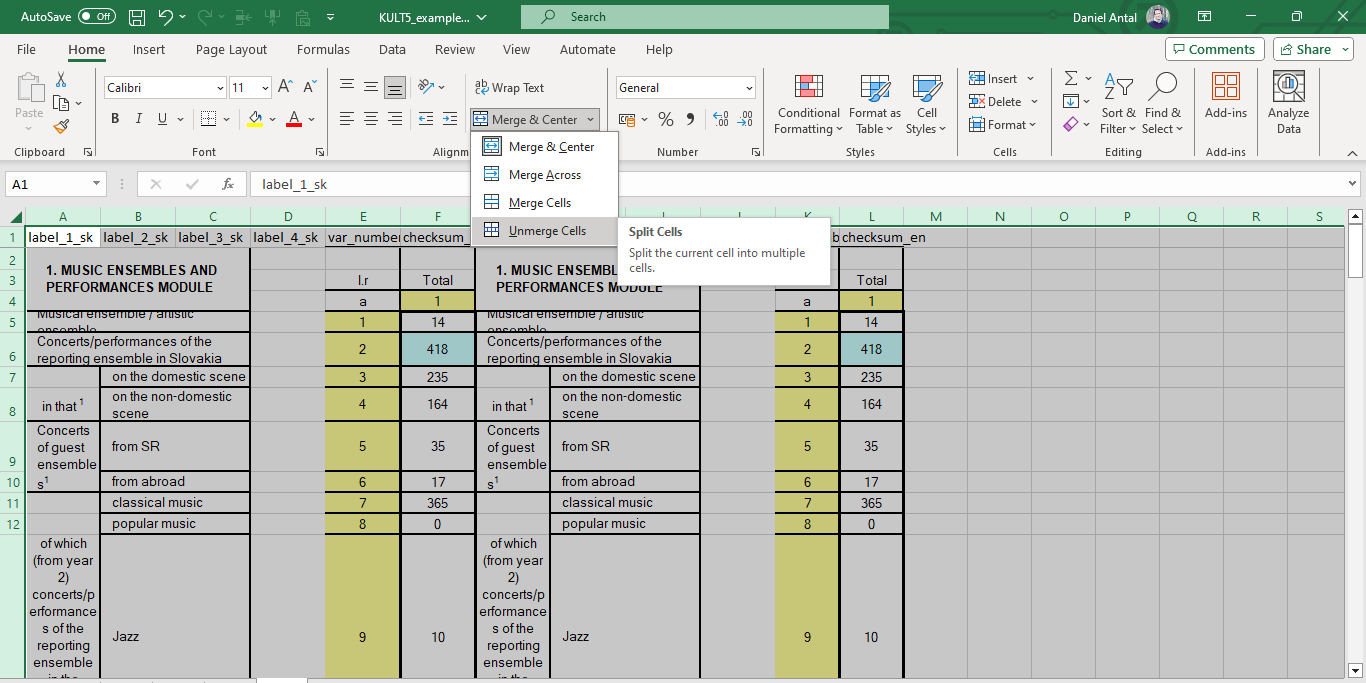 AutoSave Off KULT5_example... Search Daniel Antal
File Home Insert Page Layout Formulas Data Review View Automate Help Comments Share
Paste
Clipboard
Calibri 11
B I U A
Font
Wrap Text
Merge & Center
Alignm
General
% 
Number
Conditional Formatting
Format as Table
Cell Styles
Styles
Insert
Delete
Format
Cells
Sort & Filter
Find & Select
Editing
Add-ins
Add-ins
Analyze Data
Merge & Center
Merge Across
Merge Cells
Unmerge Cells
Split Cells
Split the current cell into multiple
cells.
A1 fx label_1_sk
A B C D E F K L M N O P Q R S
1 label_1_sk label_2_sk label_3_sk label_4_sk var_number checksum_ b checksum_en
2
3 1. MUSIC ENSEMBLES AND
PERFORMANCES MODULE
I.r Total
1. MUSIC ENSEMBL
PERFORMANCES MODULE
Total
4 a 1 a 1
5 Musical ensemble / artistic
ensemble
1 14
Musical ensemble / artistic
ensemble
1 14
6 Concerts/performances of the
reporting ensemble in Slovakia
2 418
Concerts/performances of the
reporting ensemble in Slovakia
2 418
7 on the domestic scene 3 235 on the domestic scene 3 235
8 in that 1
on the non-domestic
scene
4 164
in that 1
on the non-domestic
scene
4 164
9 Concerts
of guest
ensemble
s1
from SR 5 35
Concerts
of guest
ensemble
s1
from SR 5 35
10 from abroad 6 17 from abroad 6 17
11 classical music 7 365 classical music 7 365
12 popular music 8 0 popular music 8 0
of which
(from year
2)
concerts/p
erformance
s of the
reporting
ensemble
in the
Jazz 9 10
of which
(from year
2)
concerts/p
erformance
s of the
reporting
ensemble
in the
Jazz 9 10